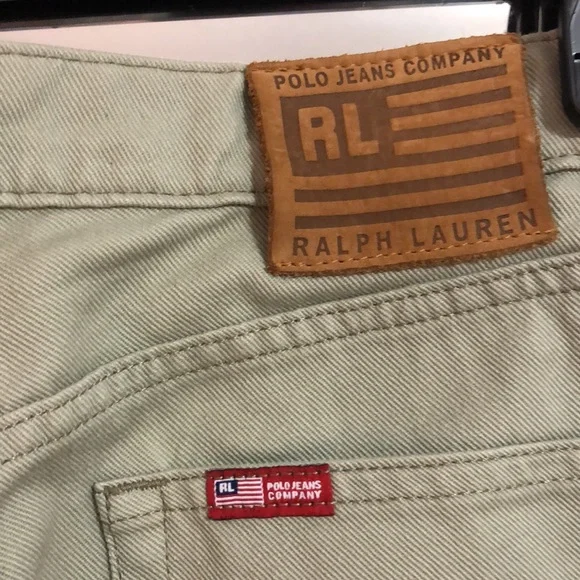 POLO JEANS COMPANY
RL
RALPH LAUREN
RL
POLO JEANS
COMPANY